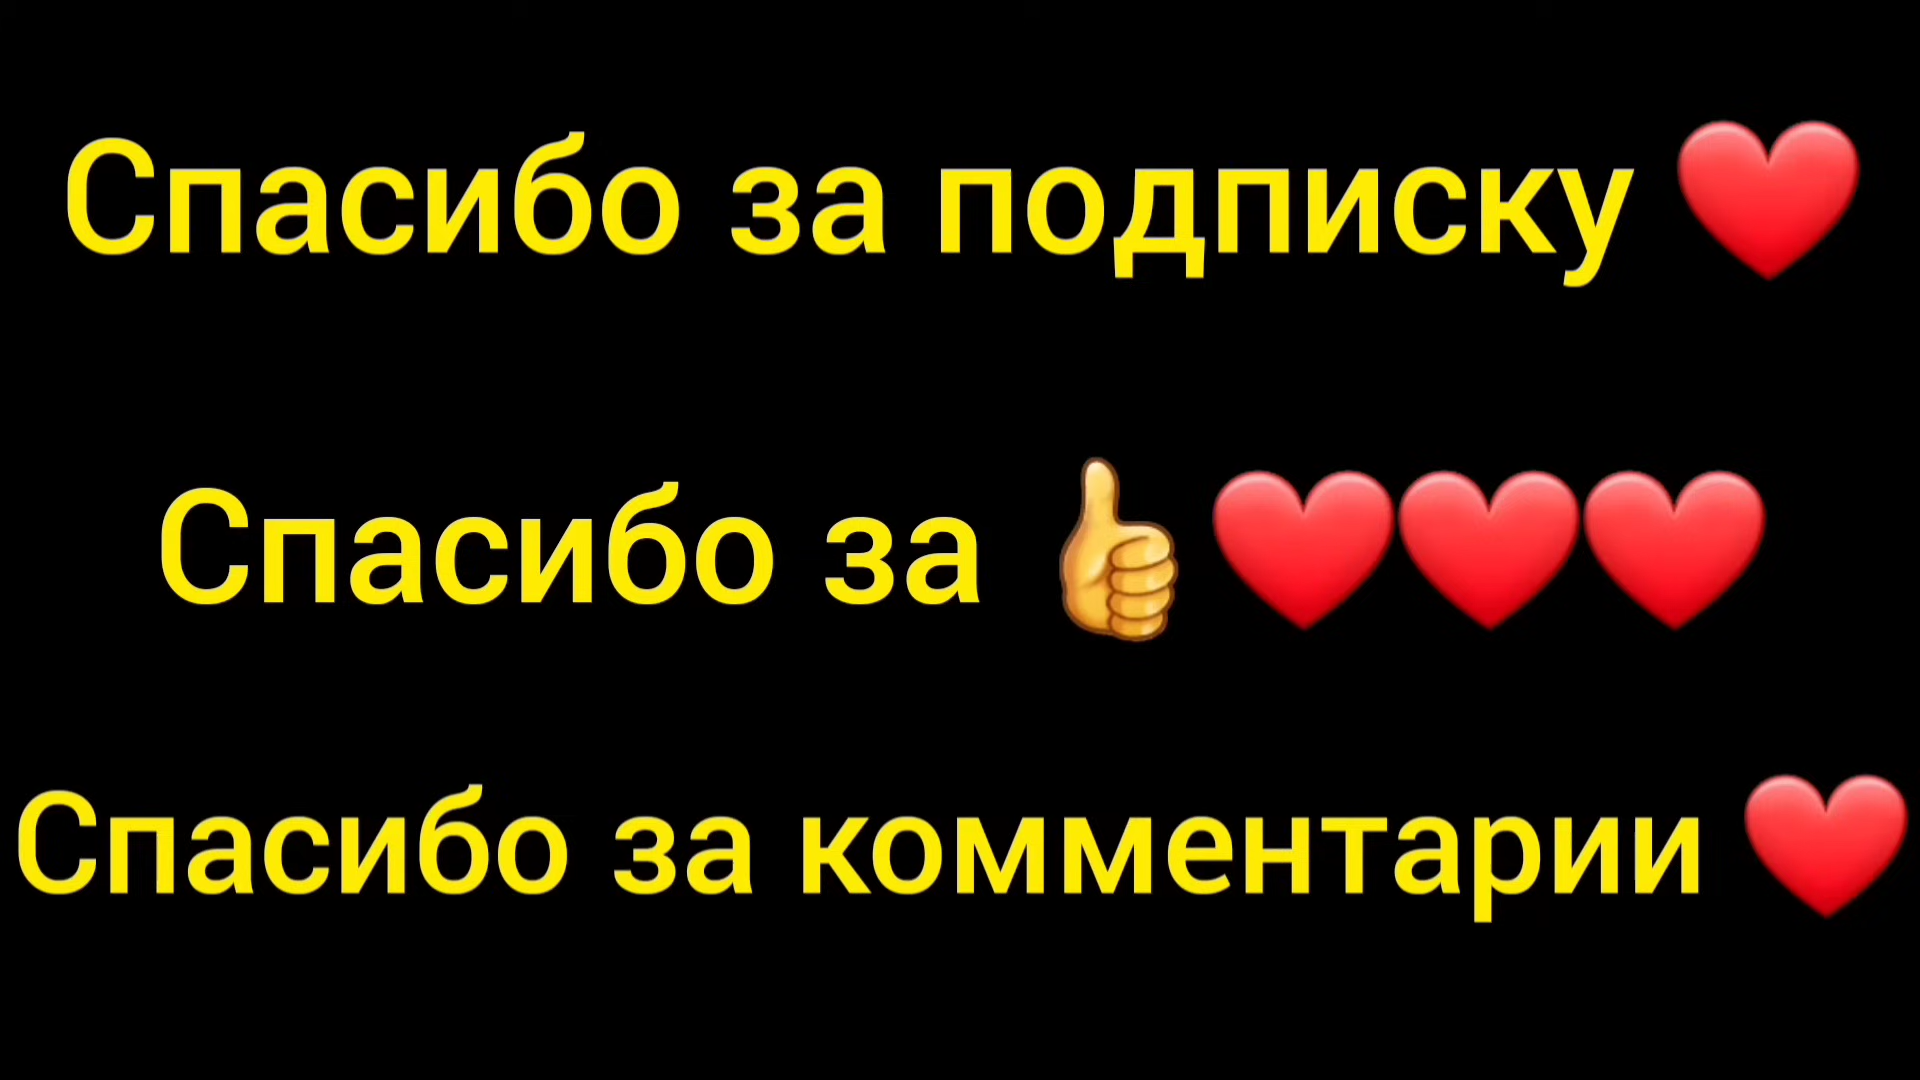 Спасибо за подписку ❤️
Спасибо за 👍❤️❤️❤️
Спасибо за комментарии ❤️